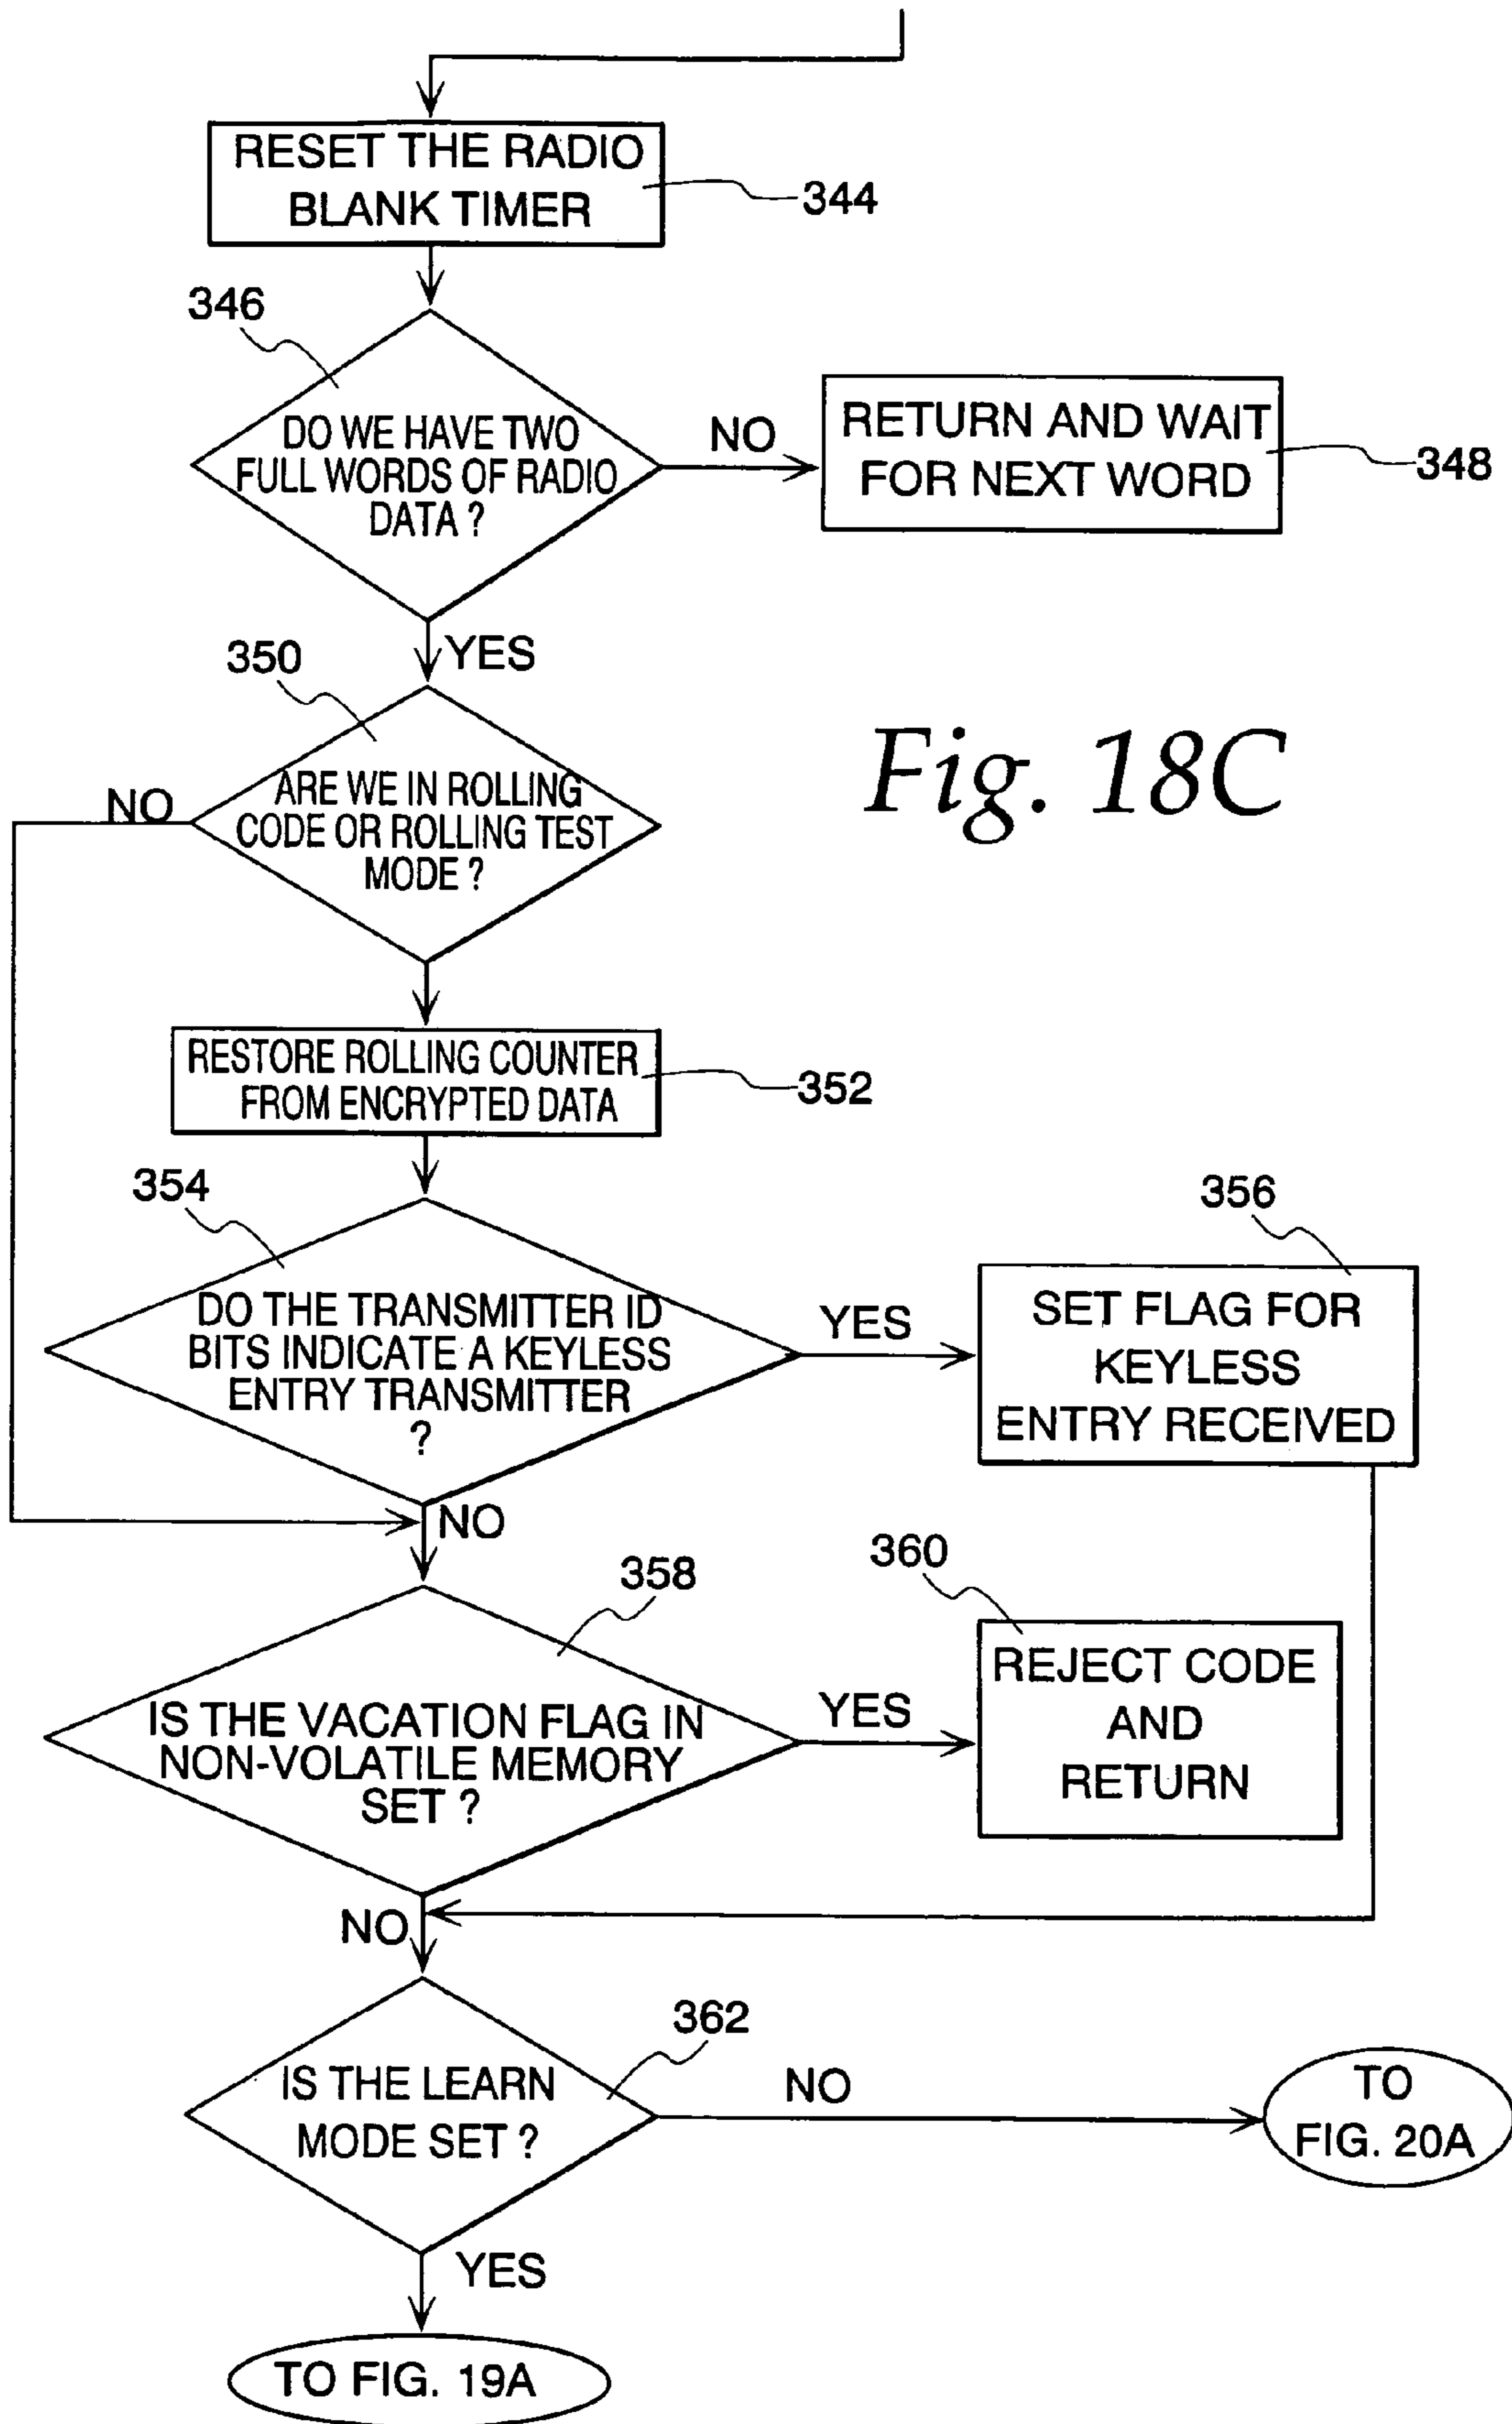 RESET THE RADIO
BLANK TIMER
344
346
DO WE HAVE TWO
FULL WORDS OF RADIO
DATA ?
NO
RETURN AND WAIT
FOR NEXT WORD
348
YES
350
ARE WE IN ROLLING
CODE OR ROLLING TEST
MODE ?
NO
Fig. 18C
RESTORE ROLLING COUNTER
FROM ENCRYPTED DATA
352
354
DO THE TRANSMITTER ID
BITS INDICATE A KEYLESS
ENTRY TRANSMITTER
?
YES
356
SET FLAG FOR
KEYLESS
ENTRY RECEIVED
NO
358
IS THE VACATION FLAG IN
NON-VOLATILE MEMORY
SET ?
YES
360
REJECT CODE
AND
RETURN
NO
362
IS THE LEARN
MODE SET ?
NO
TO
FIG. 20A
YES
TO FIG. 19A